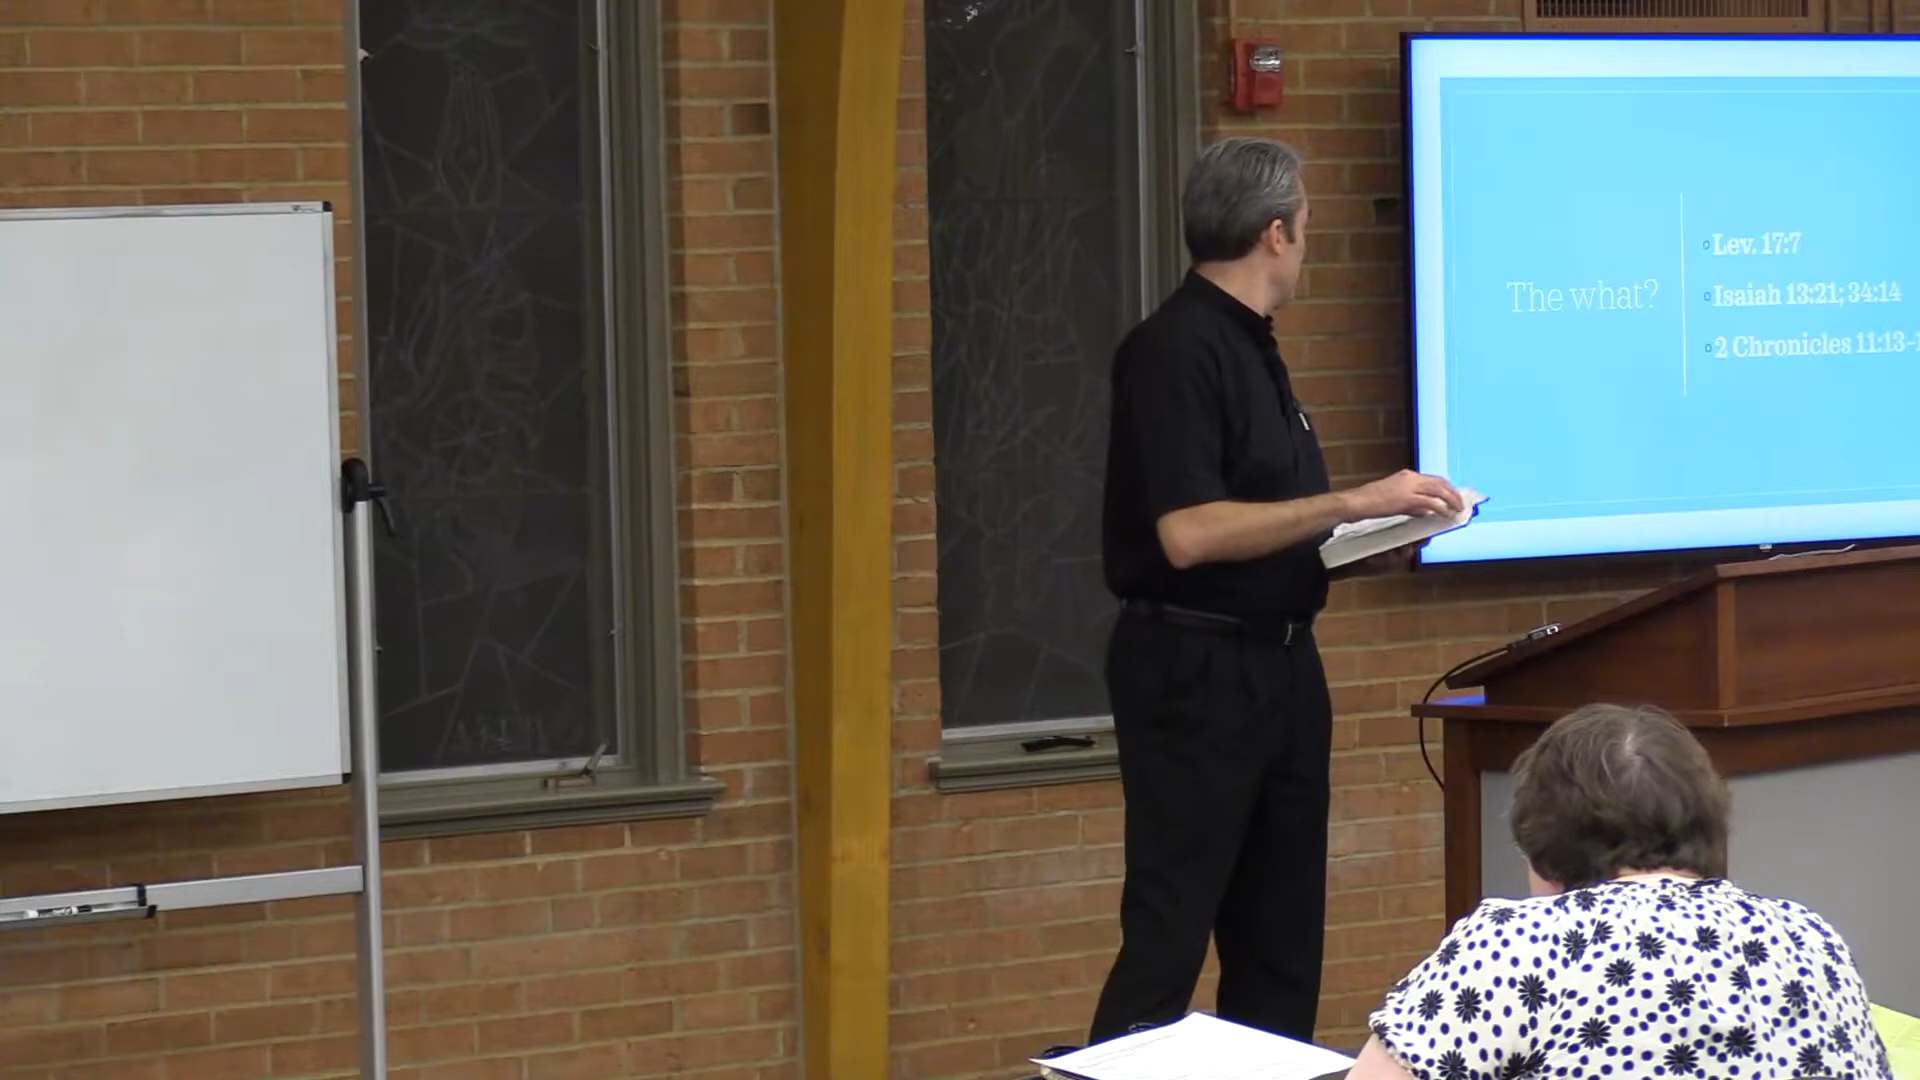 The what?
Lev. 17:7
Isaiah 13:21; 34:14
2 Chronicles 11:13-